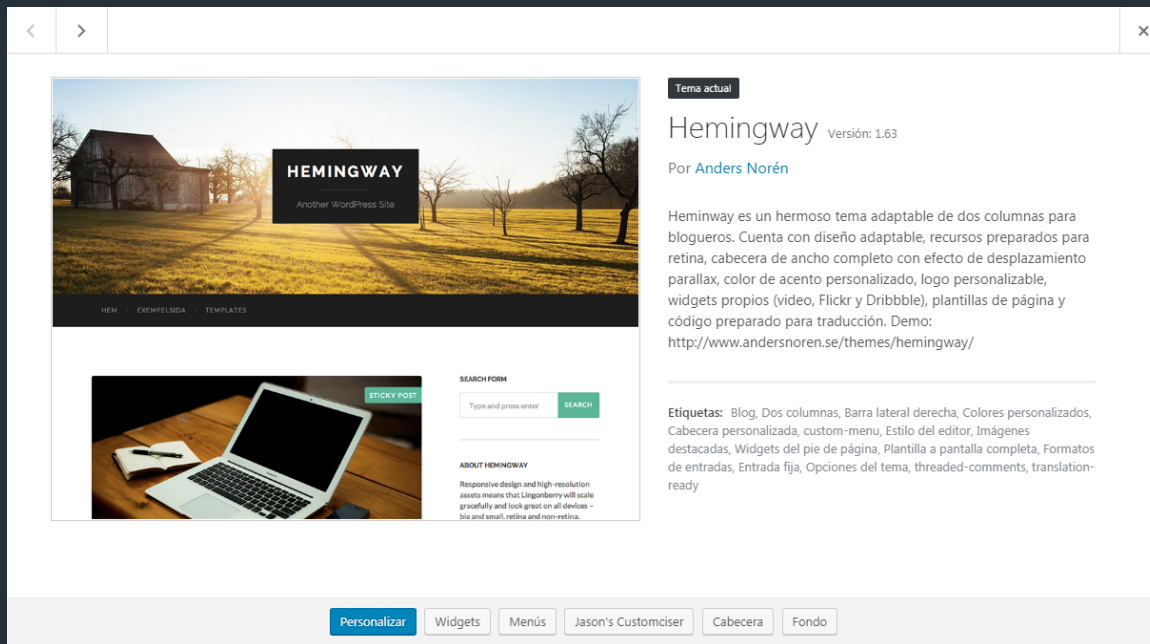 Tema actual
Hemingway Versión: 1.63
Por Anders Norén
Heminway es un hermoso tema adaptable de dos columnas para
blogueros. Cuenta con diseño adaptable, recursos preparados para
retina, cabecera de ancho completo con efecto de desplazamiento
parallax, color de acento personalizado, logo personalizable,
widgets propios (video, Flickr y Dribbble), plantillas de página y
código preparado para traducción. Demo:
http://www.andersnoren.se/themes/hemingway/
Etiquetas: Blog, Dos columnas, Barra lateral derecha, Colores personalizados,
Cabecera personalizada, custom-menu, Estilo del editor, Imágenes
destacadas, Widgets del pie de página, Plantilla a pantalla completa, Formatos
de entradas, Entrada fija, Opciones del tema, threaded-comments, translation-
ready
HEMINGWAY
Another WordPress Site
HEM / EXEMPELSIDA / TEMPLATES
STICKY POST
SEARCH FORM
Type and press enter SEARCH
ABOUT HEMINGWAY
Responsive design and high-resolution
assets means that Lingonberry will scale
gracefully and look great on all devices –
big and small, retina and non-retina.
Personalizar Widgets Menús Jason's Customciser Cabecera Fondo